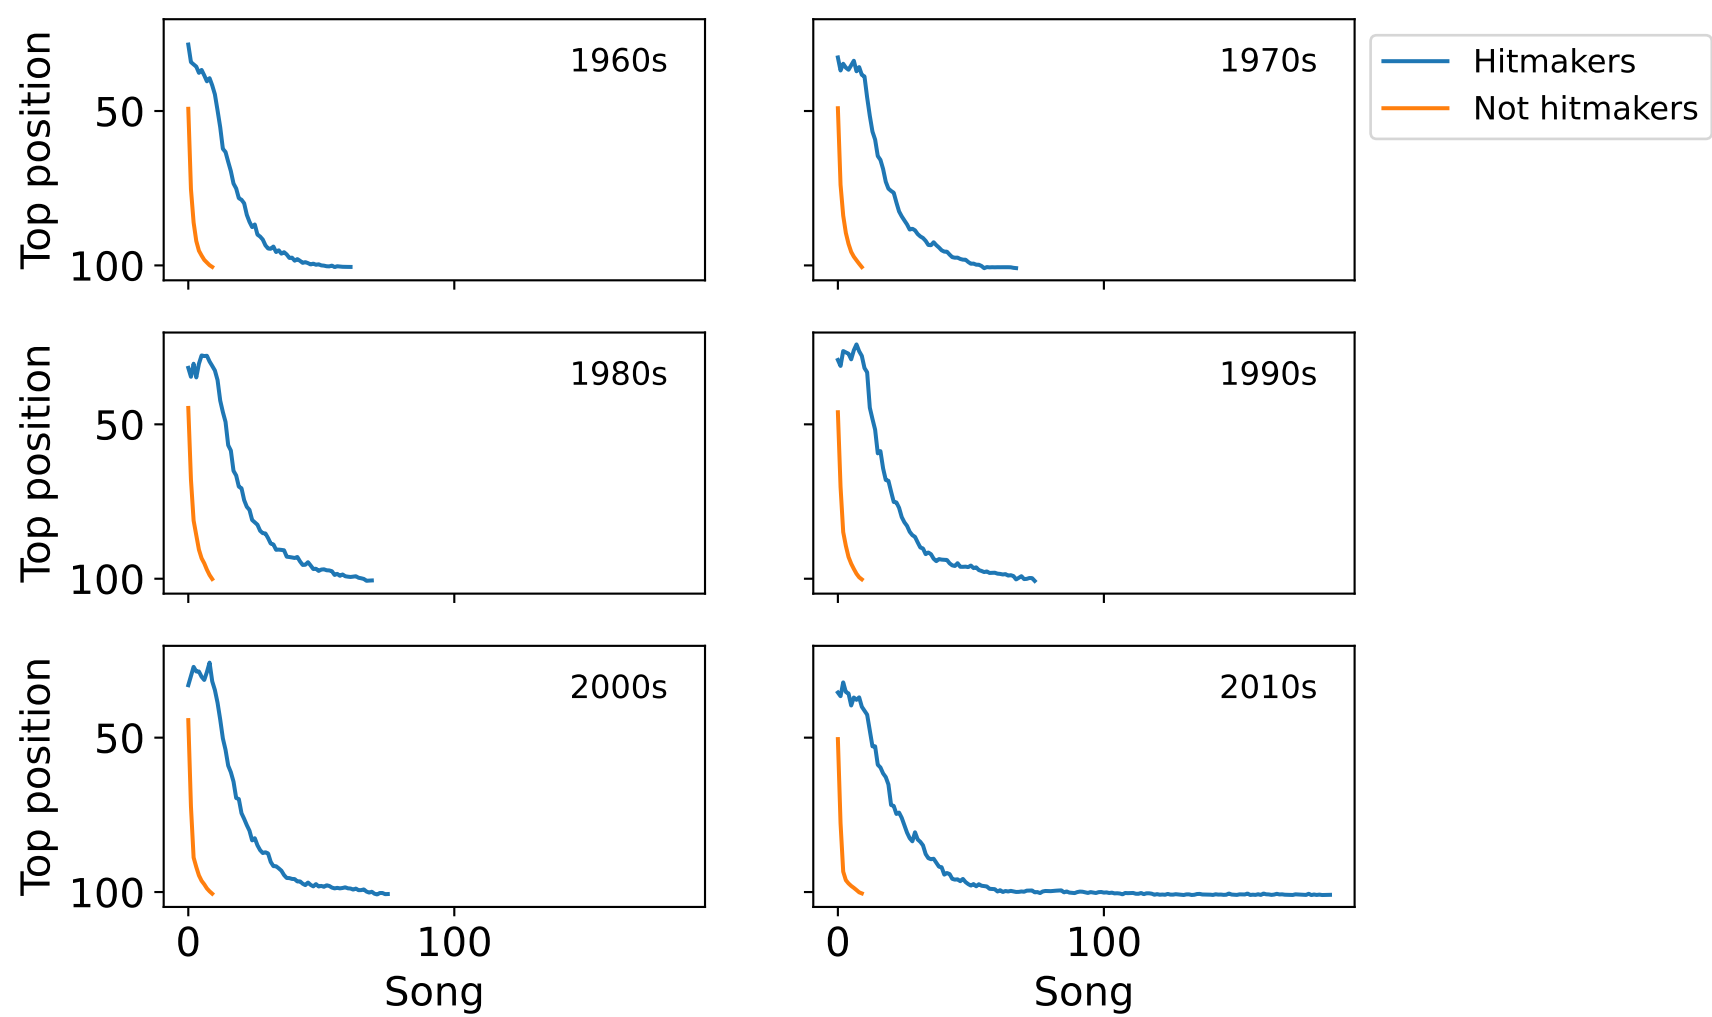 1960s
1970s
Hitmakers
Not hitmakers
Top position
50
100
1980s
1990s
Top position
50
100
2000s
2010s
Top position
50
100
0
100
0
100
Song
Song